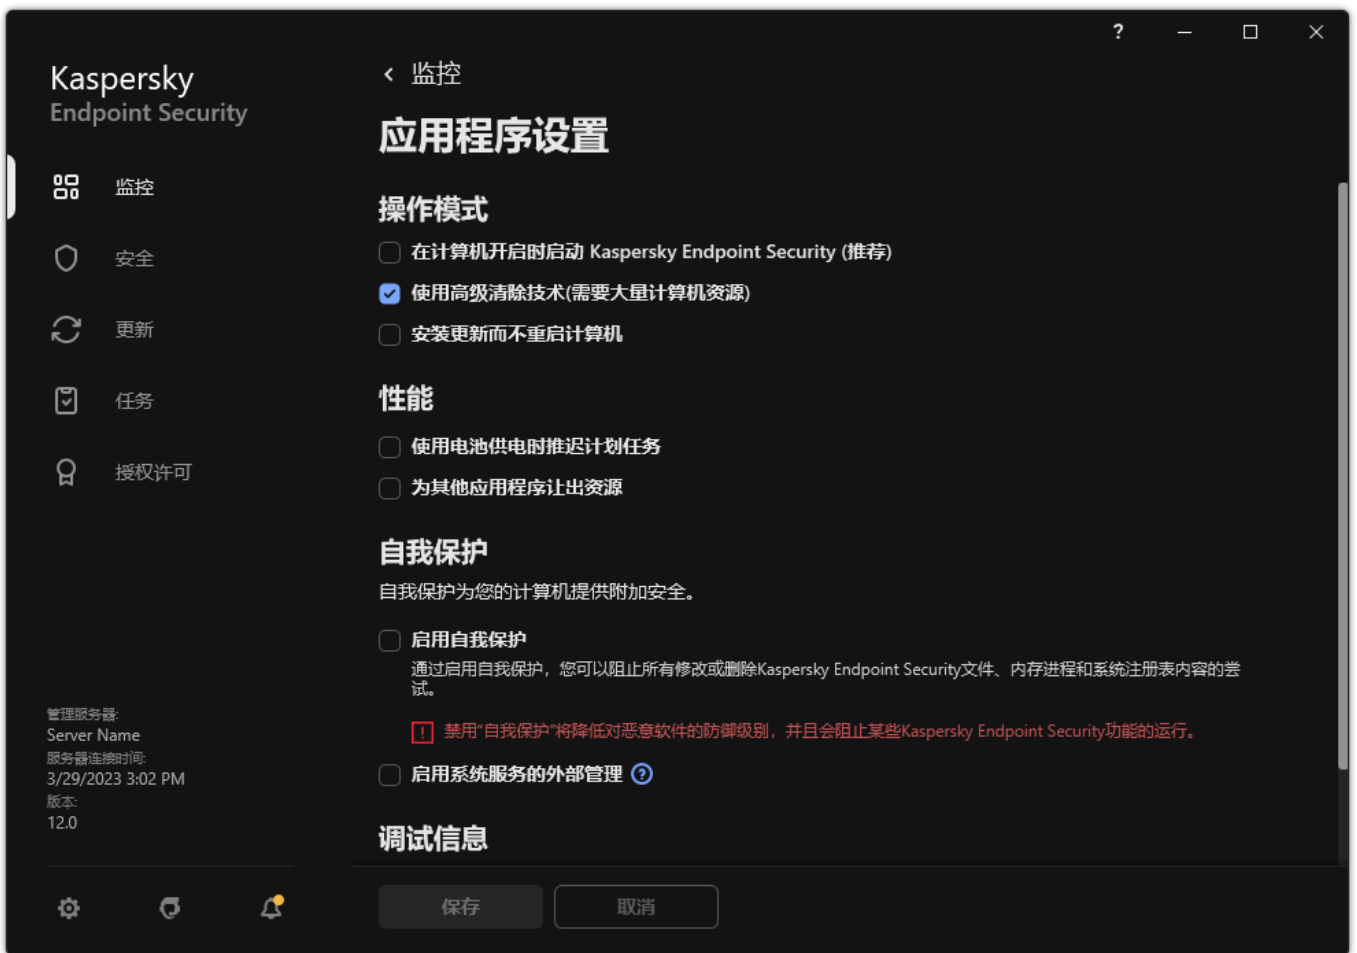 ?
Kaspersky
Endpoint Security
监控
安全
更新
任务
授权许可
管理服务器:
Server Name
服务器连接时间:
3/29/2023 3:02 PM
版本:
12.0
监控
应用程序设置
操作模式
在计算机开启时启动 Kaspersky Endpoint Security (推荐)
使用高级清除技术(需要大量计算机资源)
安装更新而不重启计算机
性能
使用电池供电时推迟计划任务
为其他应用程序让出资源
自我保护
自我保护为您的计算机提供附加安全。
启用自我保护
通过启用自我保护，您可以阻止所有修改或删除Kaspersky Endpoint Security文件、内存进程和系统注册表内容的尝
试。
禁用“自我保护”将降低对恶意软件的防御级别，并且会阻止某些Kaspersky Endpoint Security功能的运行。
启用系统服务的外部管理 ?
调试信息
保存
取消